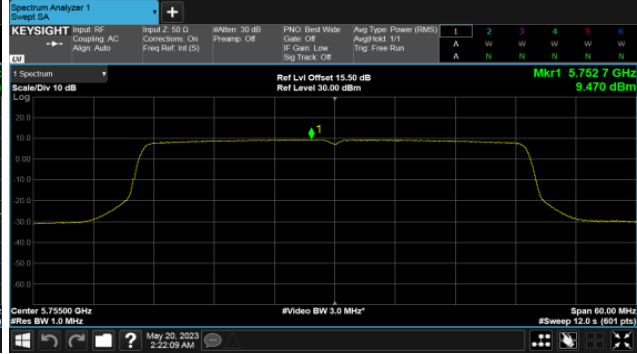 Spectrum Analyzer 1
Swept SA
+
KEYSIGHT Input: RF
Coupling: AC
Align: Auto
Input Z: 50 Ω
Corrections: On
Freq Ref: Int (S)
#Atten: 30 dB
Preamp: Off
PNO: Best Wide
Gate: Off
IF Gain: Low
Sig Track: Off
Avg Type: Power (RMS)
Avg|Hold: 1/1
Trig: Free Run
1 2 3 4 5 6
A W W W W W
A N N N N N
LXI
1 Spectrum
Scale/Div 10 dB
Ref Lvl Offset 15.50 dB
Ref Level 30.00 dBm
Mkr1 5.752 7 GHz
9.470 dBm
Log
20.0
10.0
0.00
-10.0
-20.0
-30.0
-40.0
-50.0
-60.0
1
Center 5.75500 GHz
#Res BW 1.0 MHz
#Video BW 3.0 MHz*
Span 60.00 MHz
#Sweep 12.0 s (601 pts)
?
May 20, 2023
2:22:09 AM